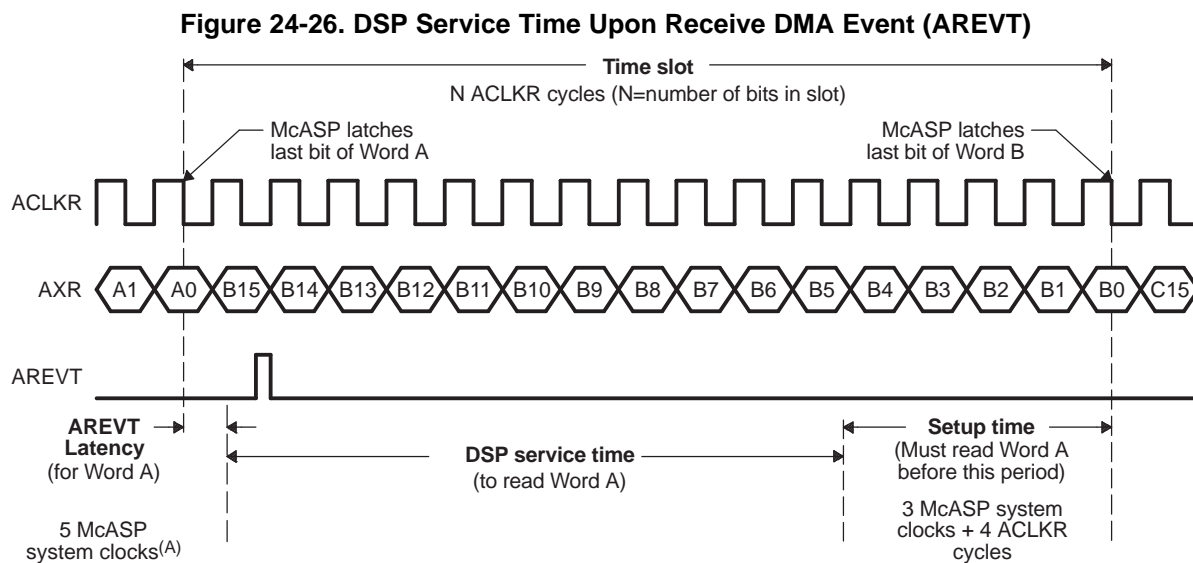 Figure 24-26. DSP Service Time Upon Receive DMA Event (AREVT)
Time slot
N ACLKR cycles (N=number of bits in slot)
McASP latches
last bit of Word A
McASP latches
last bit of Word B
ACLKR
AXR
A1 A0 B15 B14 B13 B12 B11 B10 B9 B8 B7 B6 B5 B4 B3 B2 B1 B0 C15
AREVT
AREVT
Latency
(for Word A)
DSP service time
(to read Word A)
Setup time
(Must read Word A
before this period)
5 McASP
system clocks(A)
3 McASP system
clocks + 4 ACLKR
cycles